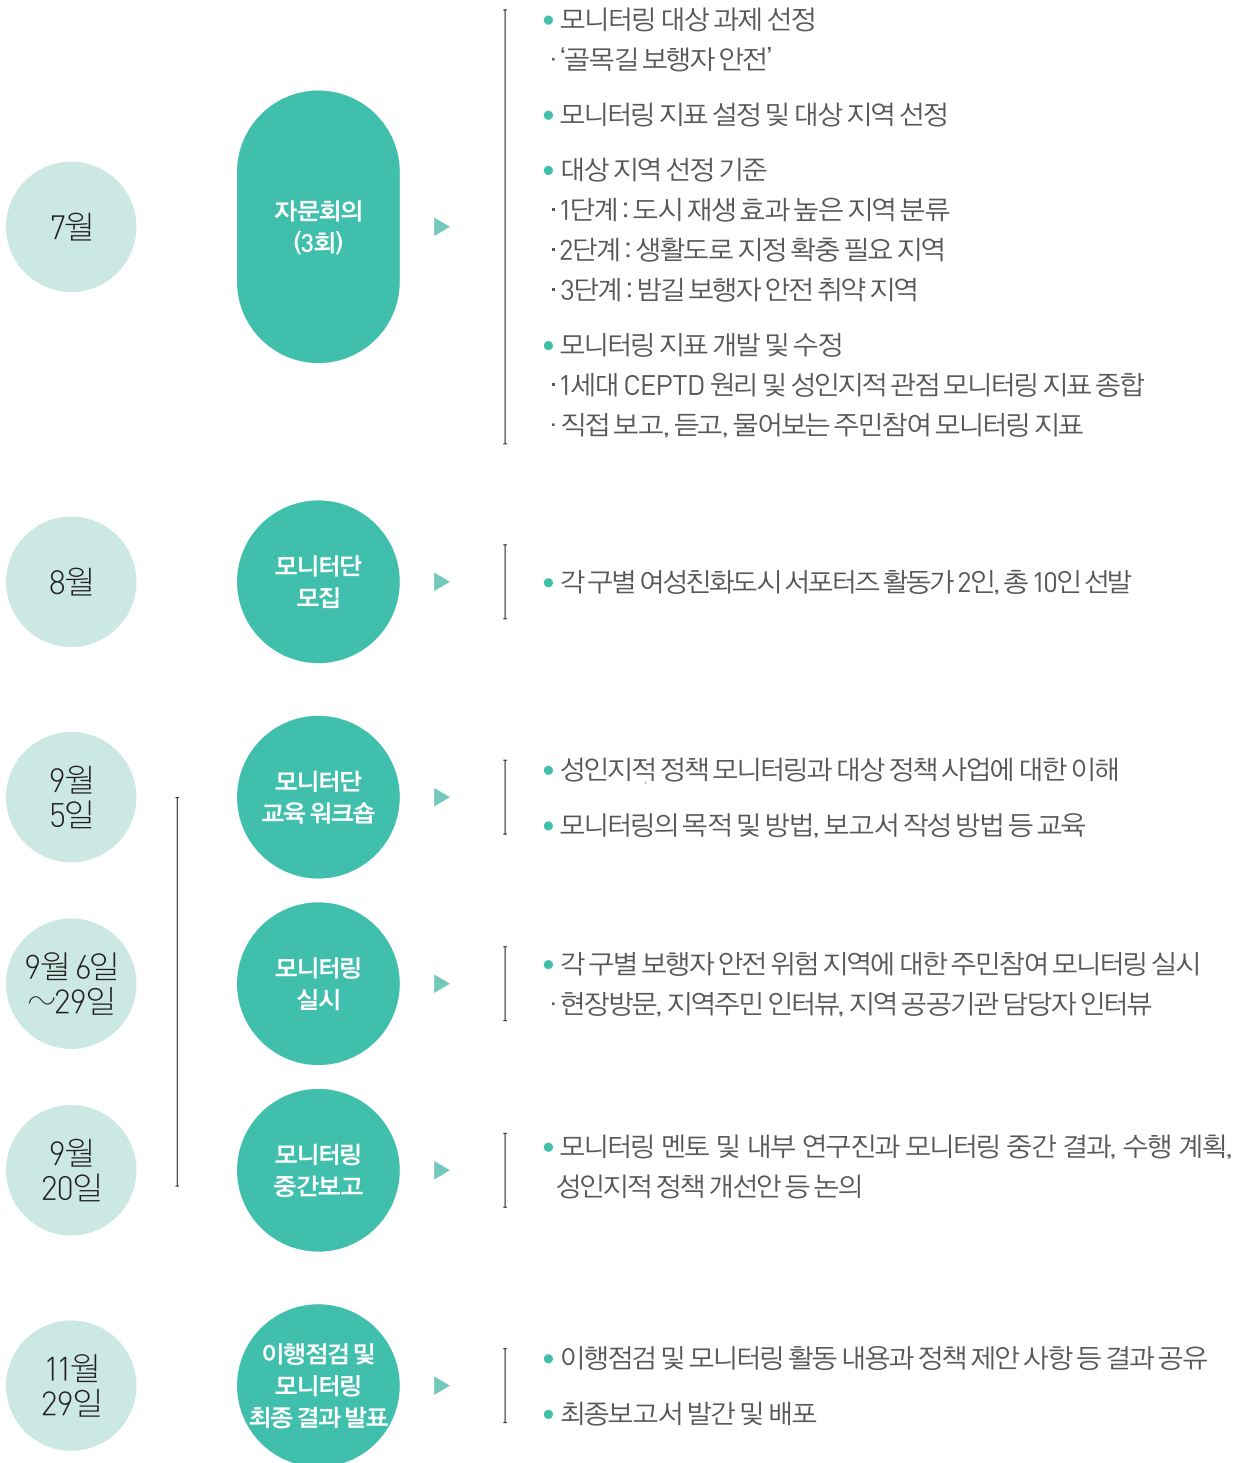 7월
자문회의
(3회)
• 모니터링 대상 과제 선정
· ‘골목길 보행자 안전’
• 모니터링 지표 설정 및 대상 지역 선정
• 대상 지역 선정 기준
· 1단계 : 도시 재생 효과 높은 지역 분류
· 2단계 : 생활도로 지정 확충 필요 지역
· 3단계 : 밤길 보행자 안전 취약 지역
• 모니터링 지표 개발 및 수정
· 1세대 CEPTD 원리 및 성인지적 관점 모니터링 지표 종합
· 직접 보고, 듣고, 물어보는 주민참여 모니터링 지표
8월
모니터단
모집
• 각 구별 여성친화도시 서포터즈 활동가 2인, 총 10인 선발
9월
5일
모니터단
교육 워크숍
• 성인지적 정책 모니터링과 대상 정책 사업에 대한 이해
• 모니터링의 목적 및 방법, 보고서 작성 방법 등 교육
9월 6일
~29일
모니터링
실시
• 각 구별 보행자 안전 위험 지역에 대한 주민참여 모니터링 실시
· 현장방문, 지역주민 인터뷰, 지역 공공기관 담당자 인터뷰
9월
20일
모니터링
중간보고
• 모니터링 멘토 및 내부 연구진과 모니터링 중간 결과, 수행 계획,
성인지적 정책 개선안 등 논의
11월
29일
이행점검 및
모니터링
최종 결과 발표
• 이행점검 및 모니터링 활동 내용과 정책 제안 사항 등 결과 공유
• 최종보고서 발간 및 배포